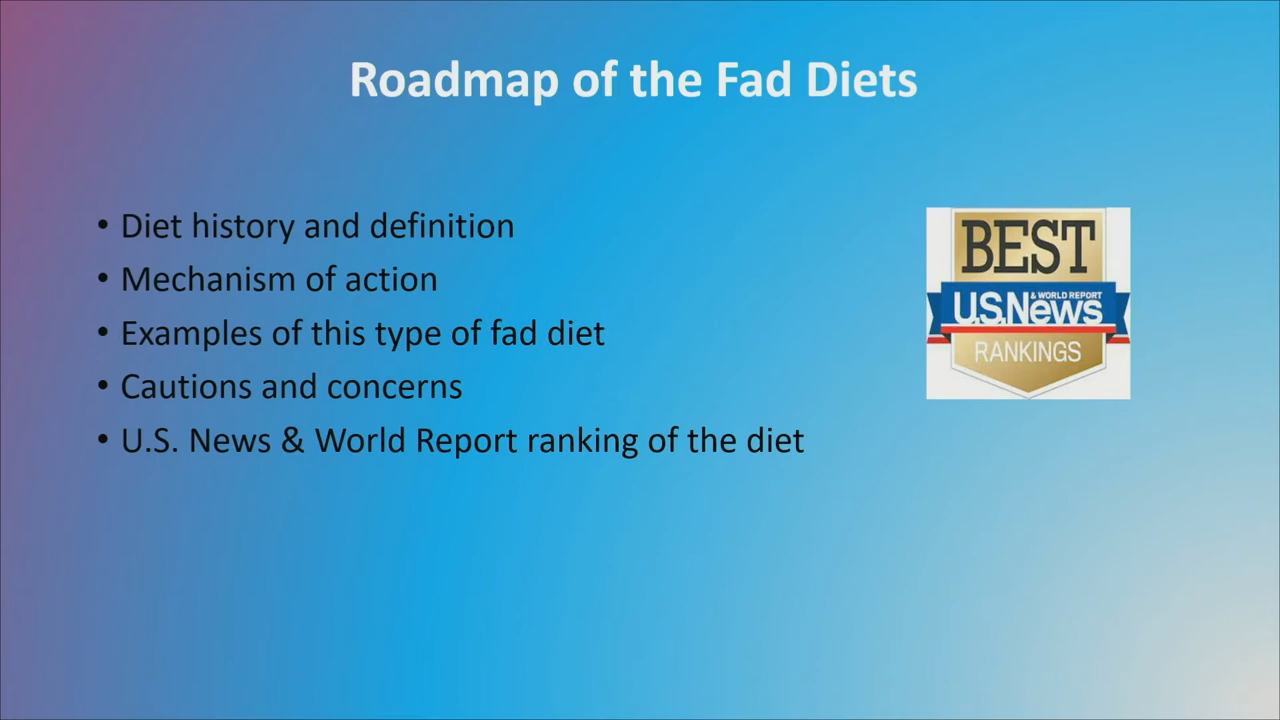 Roadmap of the Fad Diets
• Diet history and definition
• Mechanism of action
• Examples of this type of fad diet
• Cautions and concerns
• U.S. News & World Report ranking of the diet
BEST
U.S.News & WORLD REPORT
RANKINGS